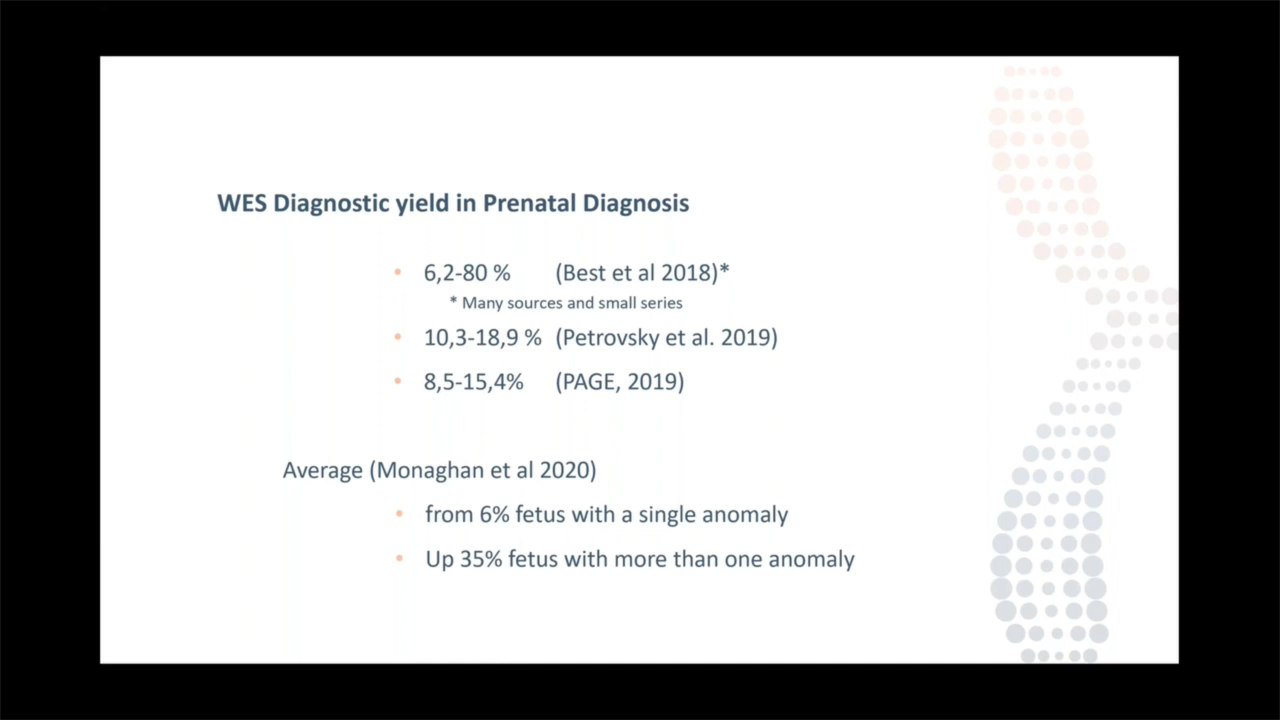 WES Diagnostic yield in Prenatal Diagnosis
• 6,2-80 % (Best et al 2018)*
* Many sources and small series
• 10,3-18,9 % (Petrovsky et al. 2019)
• 8,5-15,4% (PAGE, 2019)
Average (Monaghan et al 2020)
• from 6% fetus with a single anomaly
• Up 35% fetus with more than one anomaly